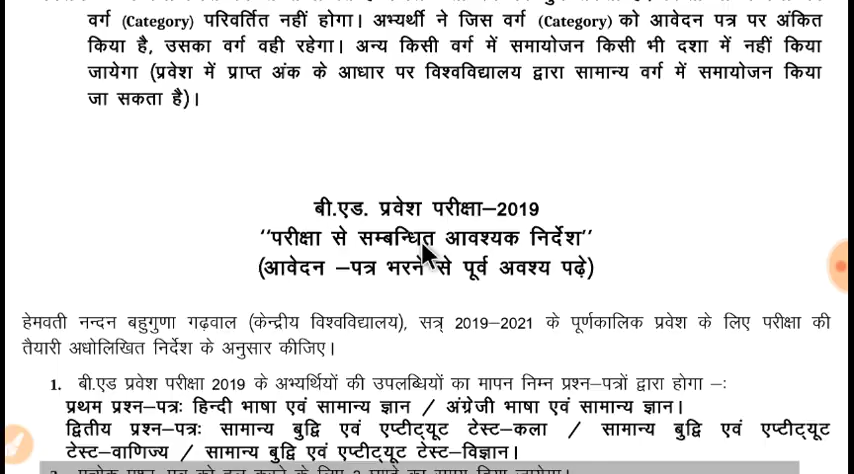 वर्ग (Category) परिवर्तित नहीं होगा। अभ्यर्थी ने जिस वर्ग (Category) को आवेदन पत्र पर अंकित
किया है, उसका वर्ग वही रहेगा। अन्य किसी वर्ग में समायोजन किसी भी दशा में नहीं किया
जायेगा (प्रवेश में प्राप्त अंक के आधार पर विश्वविद्यालय द्वारा सामान्य वर्ग में समायोजन किया
जा सकता है)।
बी.एड. प्रवेश परीक्षा–2019
''परीक्षा से सम्बन्धित आवश्यक निर्देश''
(आवेदन –पत्र भरने से पूर्व अवश्य पढ़े)
हेमवती नन्दन बहुगुणा गढ़वाल (केन्द्रीय विश्वविद्यालय), सत्र् 2019-2021 के पूर्णकालिक प्रवेश के लिए परीक्षा की
तैयारी अधोलिखित निर्देश के अनुसार कीजिए।
1. बी.एड प्रवेश परीक्षा 2019 के अभ्यर्थियों की उपलब्धियों का मापन निम्न प्रश्न–पत्रों द्वारा होगा –:
प्रथम प्रश्न–पत्रः हिन्दी भाषा एवं सामान्य ज्ञान / अंग्रेजी भाषा एवं सामान्य ज्ञान।
द्वितीय प्रश्न–पत्रः सामान्य बुद्वि एवं एप्टीट्यूट टेस्ट–कला / सामान्य बुद्वि एवं एप्टीट्यूट
टेस्ट–वाणिज्य / सामान्य बुद्वि एवं एप्टीट्यूट टेस्ट–विज्ञान।